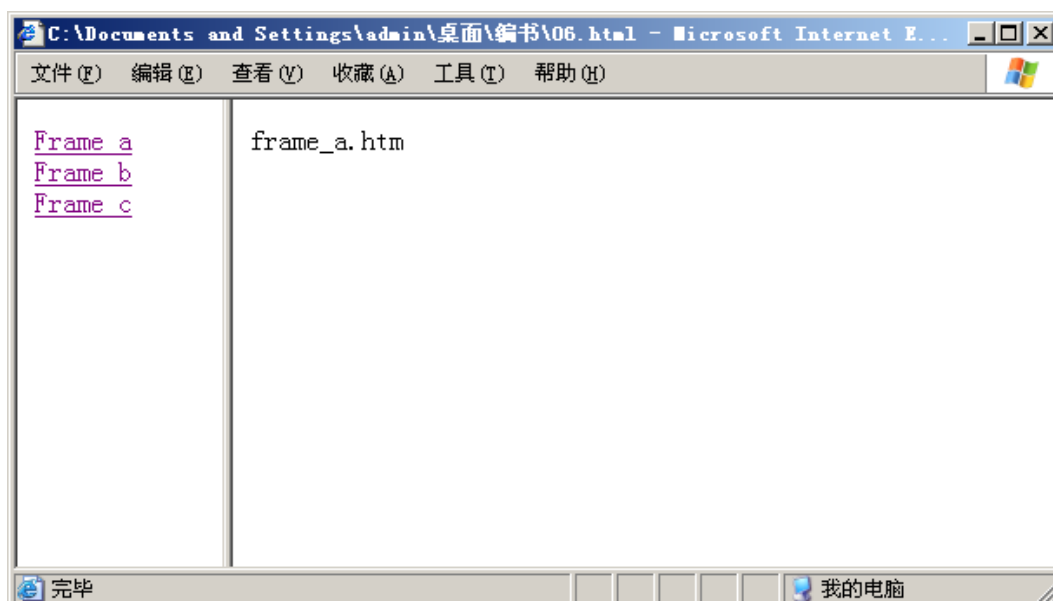 C:\Documents and Settings\admin\桌面\编书\06.html - Microsoft Internet E...
文件(F) 编辑(E) 查看(V) 收藏(A) 工具(T) 帮助(H)
Frame a
Frame b
Frame c
frame_a.htm
完毕
我的电脑